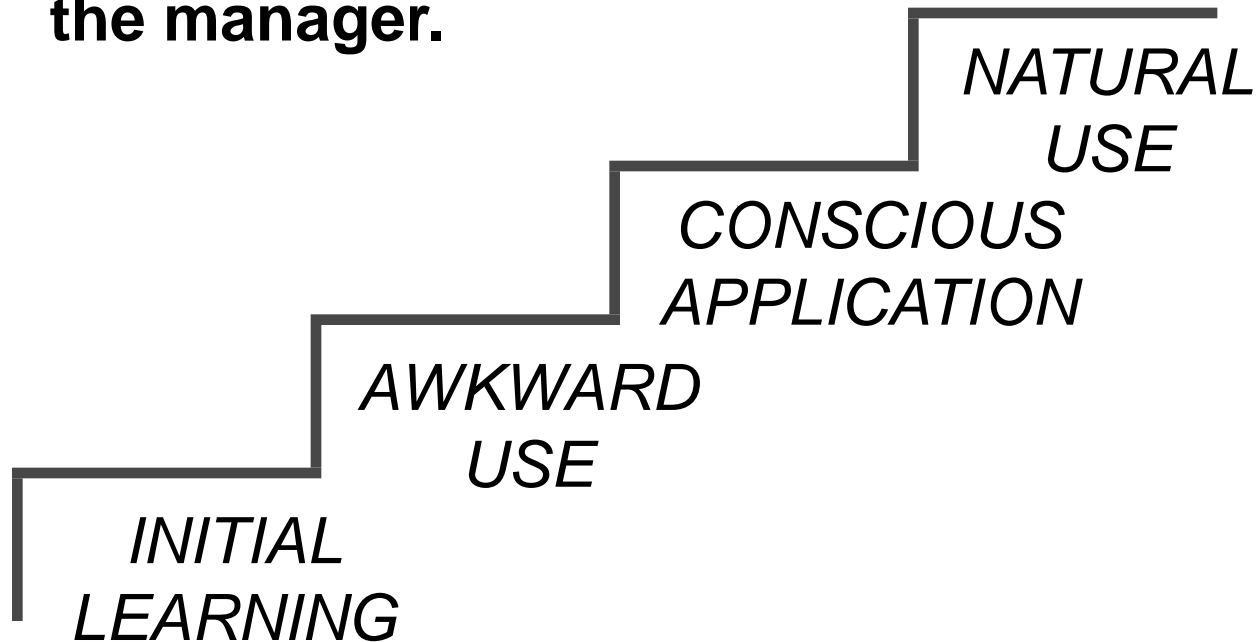 the manager.
NATURAL
USE
CONSCIOUS
APPLICATION
AWKWARD
USE
INITIAL
LEARNING